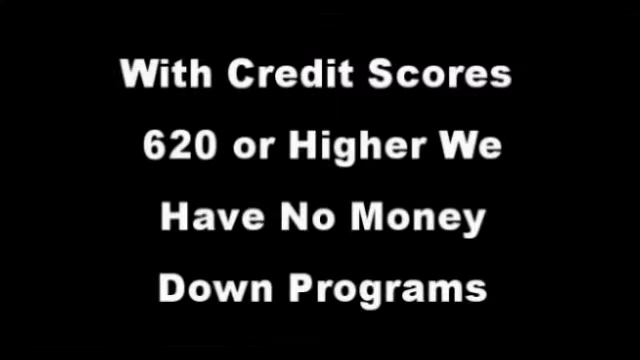 With Credit Scores
620 or Higher We
Have No Money
Down Programs